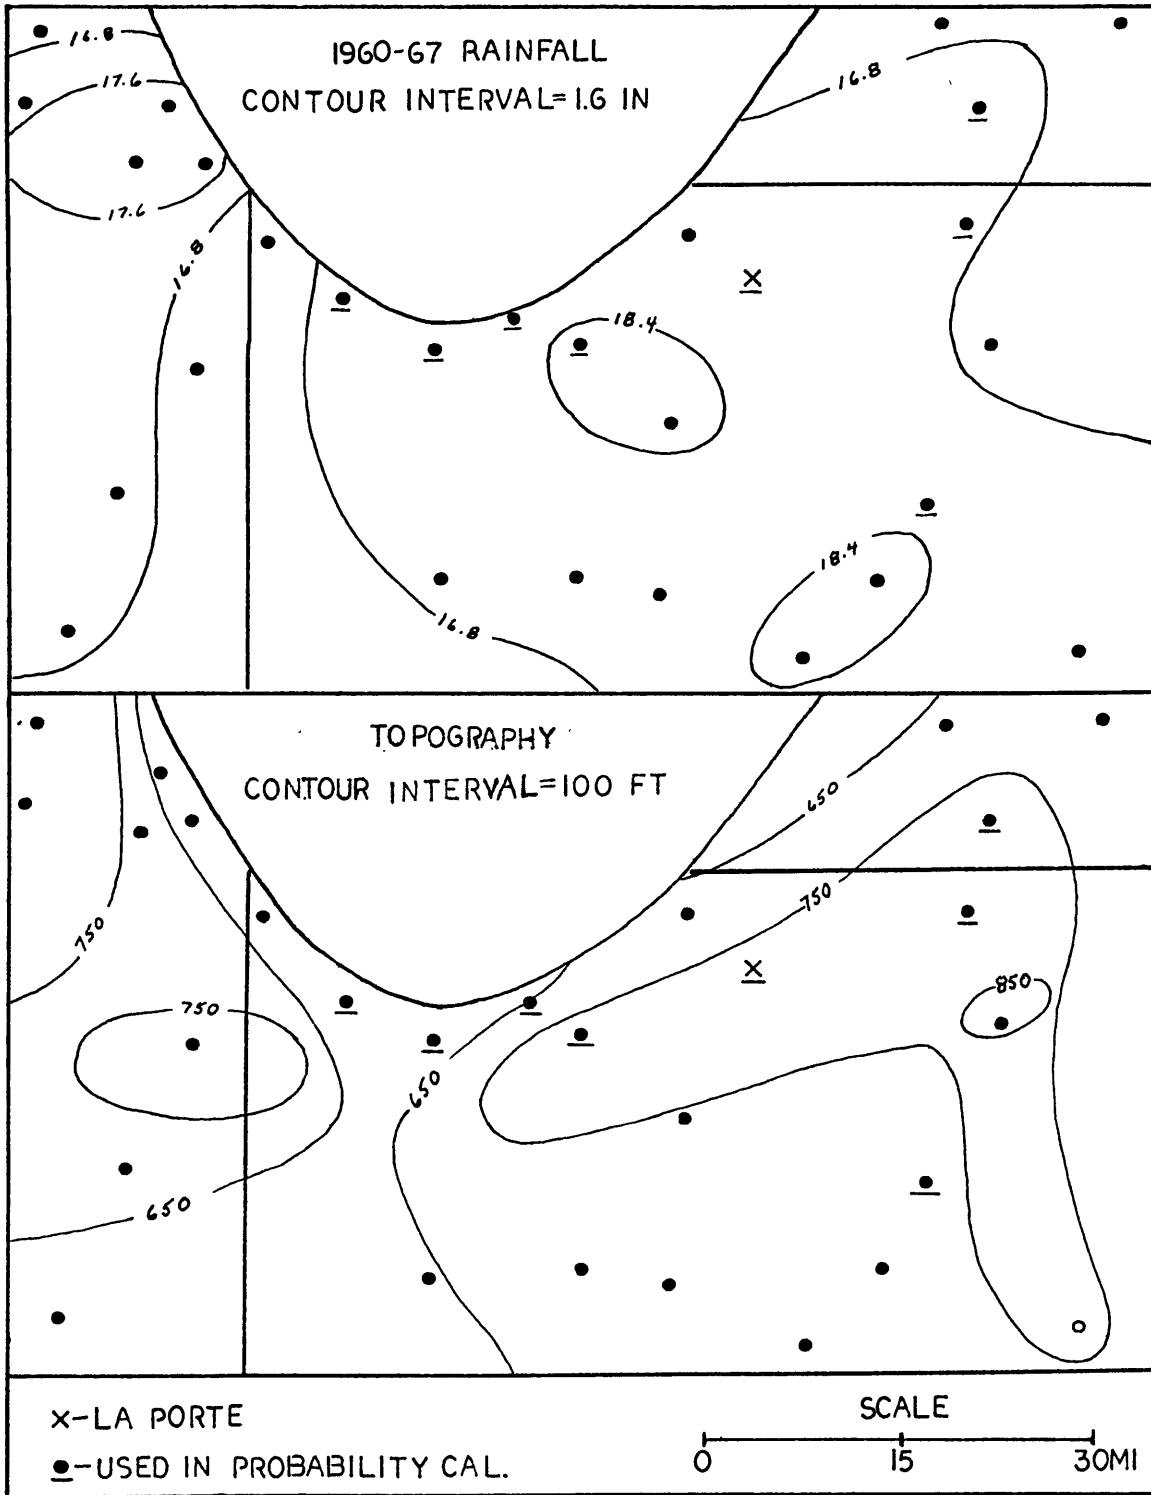 16.8
1960-67 RAINFALL
CONTOUR INTERVAL=1.6 IN
17.6
16.8
17.6
16.8
18.4
18.4
16.8
TOPOGRAPHY
CONTOUR INTERVAL=100 FT
650
750
750
850
750
650
650
×-LA PORTE
●-USED IN PROBABILITY CAL.
SCALE
0 15 30MI